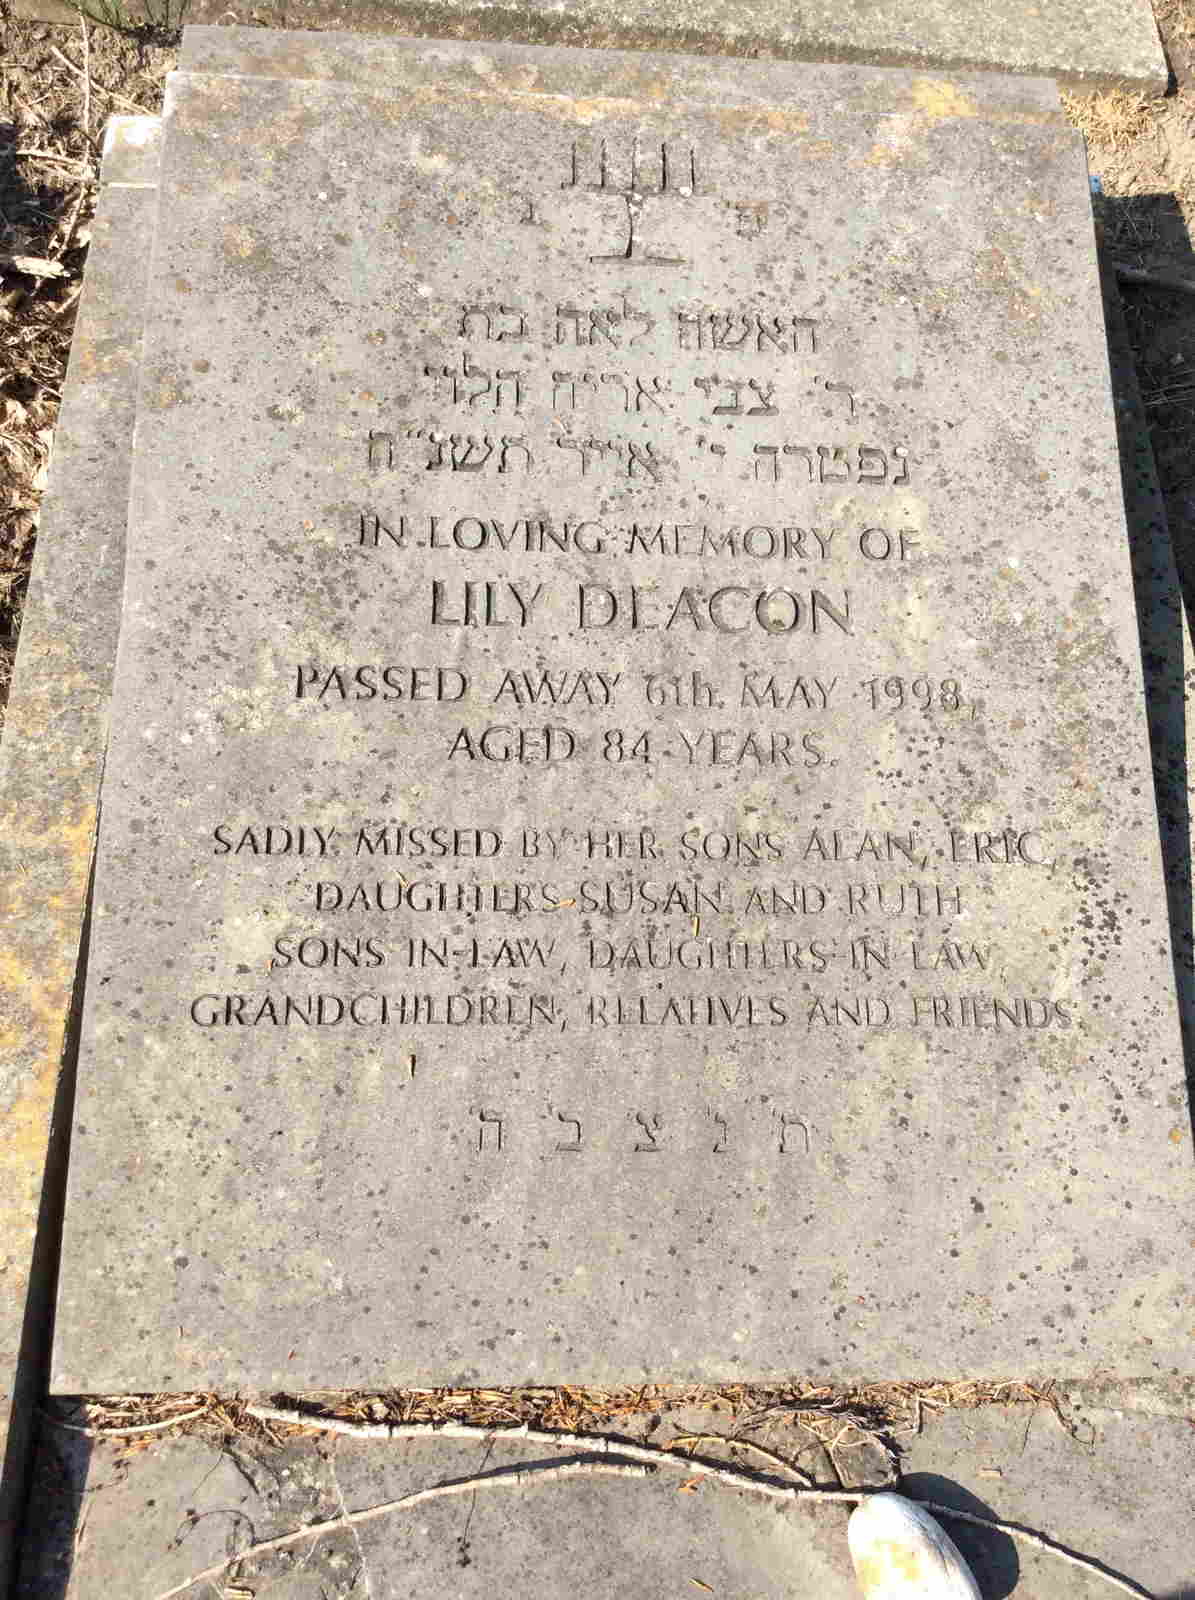 פ נ
האשה לאה בת
ר' צבי אריה הלוי
נפטרה י' אייר תשנ"ח
IN LOVING MEMORY OF
LILY DEACON
PASSED AWAY 6th. MAY 1998,
AGED 84 YEARS.
SADLY MISSED BY HER SONS ALAN, ERIC,
DAUGHTERS SUSAN AND RUTH
SONS IN-LAW, DAUGHTERS-IN LAW,
GRANDCHILDREN, RELATIVES AND FRIENDS
ת' נ' צ' ב' ה'